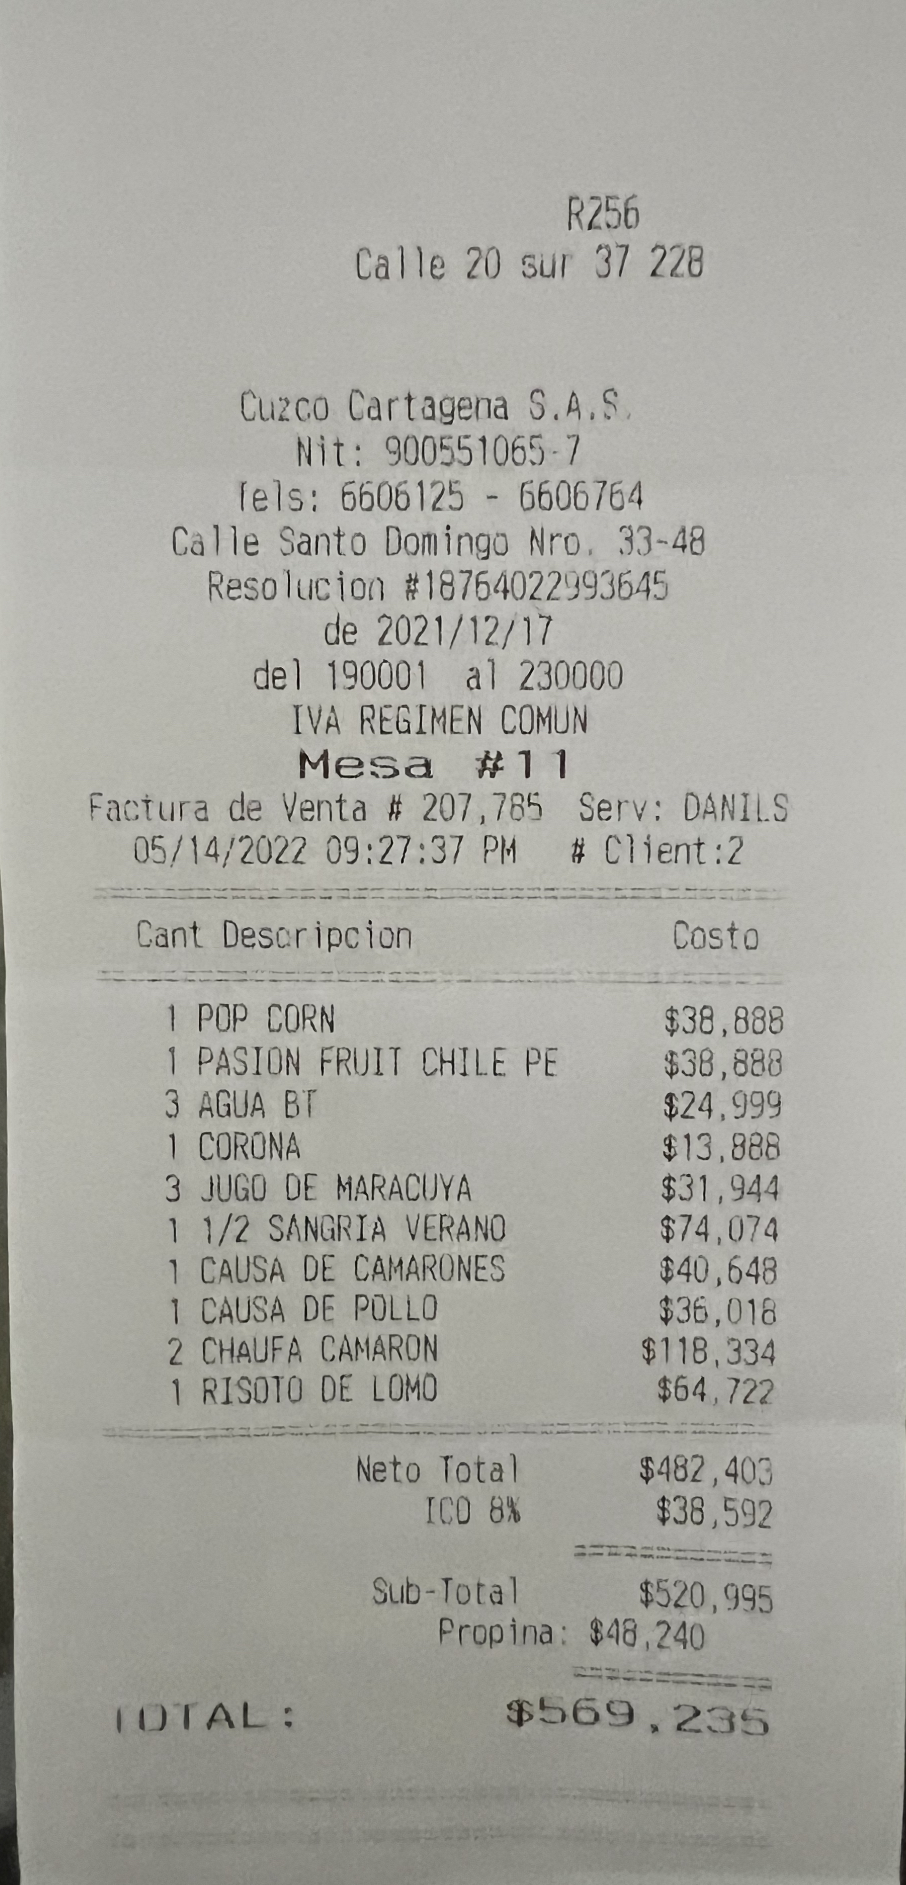 R256
Calle 20 sur 37 228
Cuzco Cartagena S.A.S.
Nit: 900551065-7
Tels: 6606125 - 6606764
Calle Santo Domingo Nro. 33-48
Resolucion #18764022993645
de 2021/12/17
del 190001 al 230000
IVA REGIMEN COMUN
Mesa #11
Factura de Venta # 207,785 Serv: DANILS
05/14/2022 09:27:37 PM # Client:2
Cant Descripcion Costo
1 POP CORN $38,888
1 PASION FRUIT CHILE PE $38,888
3 AGUA BT $24,999
1 CORONA $13,888
3 JUGO DE MARACUYA $31,944
1 1/2 SANGRIA VERANO $74,074
1 CAUSA DE CAMARONES $40,648
1 CAUSA DE POLLO $36,018
2 CHAUFA CAMARON $118,334
1 RISOTO DE LOMO $64,722
Neto Total $482,403
ICO 8% $38,592
Sub-Total $520,995
Propina: $48,240
TOTAL: $569,235